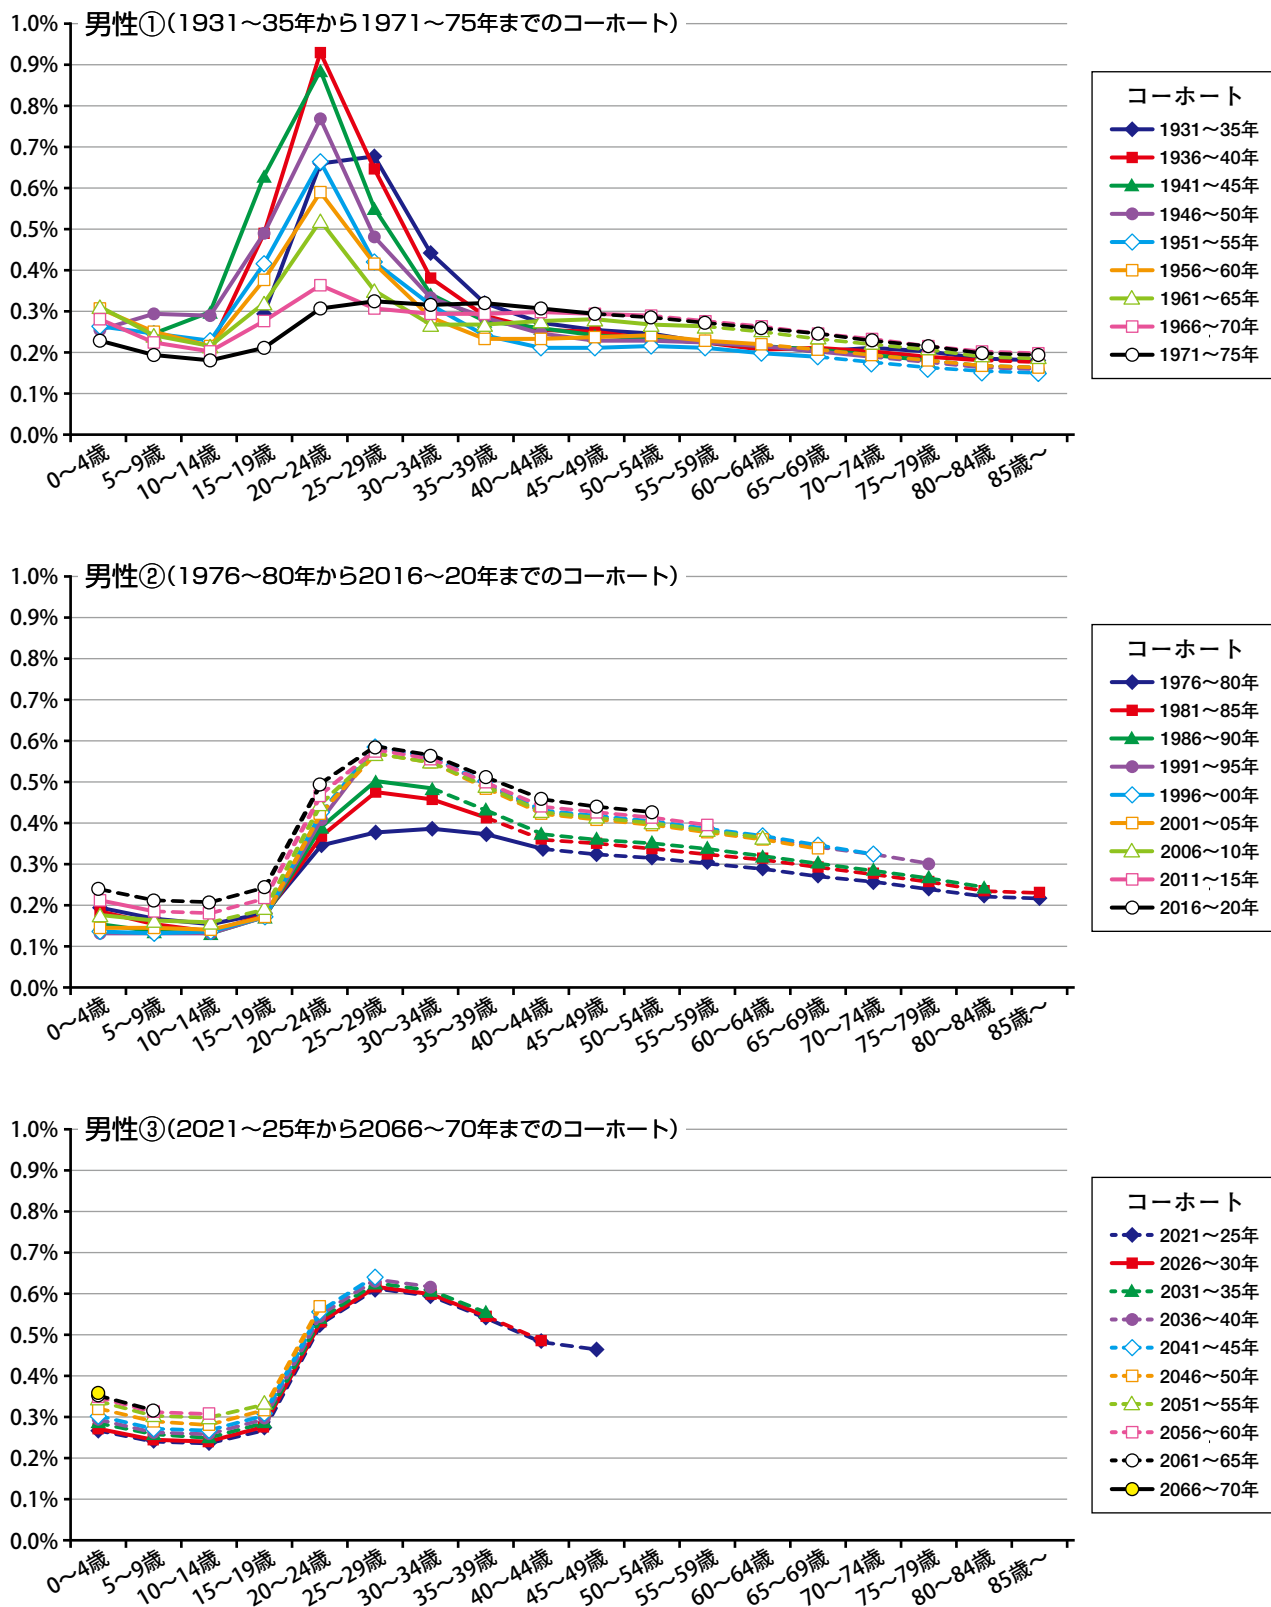 男性①(1931～35年から1971～75年までのコーホート)
1.0%
0.9%
0.8%
0.7%
0.6%
0.5%
0.4%
0.3%
0.2%
0.1%
0.0%
0～4歳
5～9歳
10～14歳
15～19歳
20～24歳
25～29歳
30～34歳
35～39歳
40～44歳
45～49歳
50～54歳
55～59歳
60～64歳
65～69歳
70～74歳
75～79歳
80～84歳
85歳～
コーホート
1931～35年
1936～40年
1941～45年
1946～50年
1951～55年
1956～60年
1961～65年
1966～70年
1971～75年
男性②(1976～80年から2016～20年までのコーホート)
1.0%
0.9%
0.8%
0.7%
0.6%
0.5%
0.4%
0.3%
0.2%
0.1%
0.0%
0～4歳
5～9歳
10～14歳
15～19歳
20～24歳
25～29歳
30～34歳
35～39歳
40～44歳
45～49歳
50～54歳
55～59歳
60～64歳
65～69歳
70～74歳
75～79歳
80～84歳
85歳～
コーホート
1976～80年
1981～85年
1986～90年
1991～95年
1996～00年
2001～05年
2006～10年
2011～15年
2016～20年
男性③(2021～25年から2066～70年までのコーホート)
1.0%
0.9%
0.8%
0.7%
0.6%
0.5%
0.4%
0.3%
0.2%
0.1%
0.0%
0～4歳
5～9歳
10～14歳
15～19歳
20～24歳
25～29歳
30～34歳
35～39歳
40～44歳
45～49歳
50～54歳
55～59歳
60～64歳
65～69歳
70～74歳
75～79歳
80～84歳
85歳～
コーホート
2021～25年
2026～30年
2031～35年
2036～40年
2041～45年
2046～50年
2051～55年
2056～60年
2061～65年
2066～70年